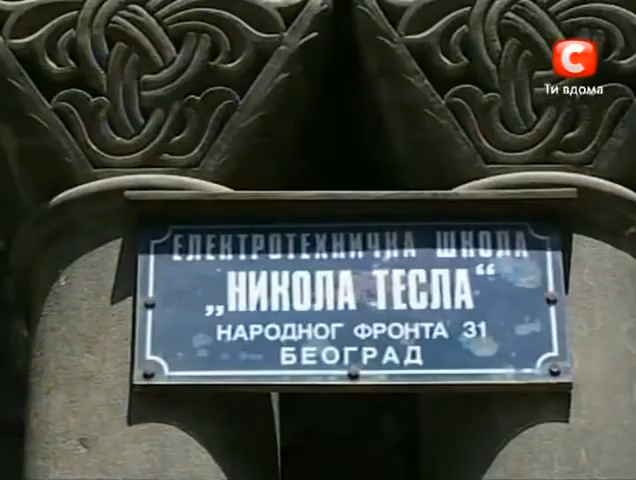 С
Ти вдома
ЕЛЕКТРОТЕХНИЧКА ШКОЛА
„НИКОЛА ТЕСЛА“
НАРОДНОГ ФРОНТА 31
БЕОГРАД